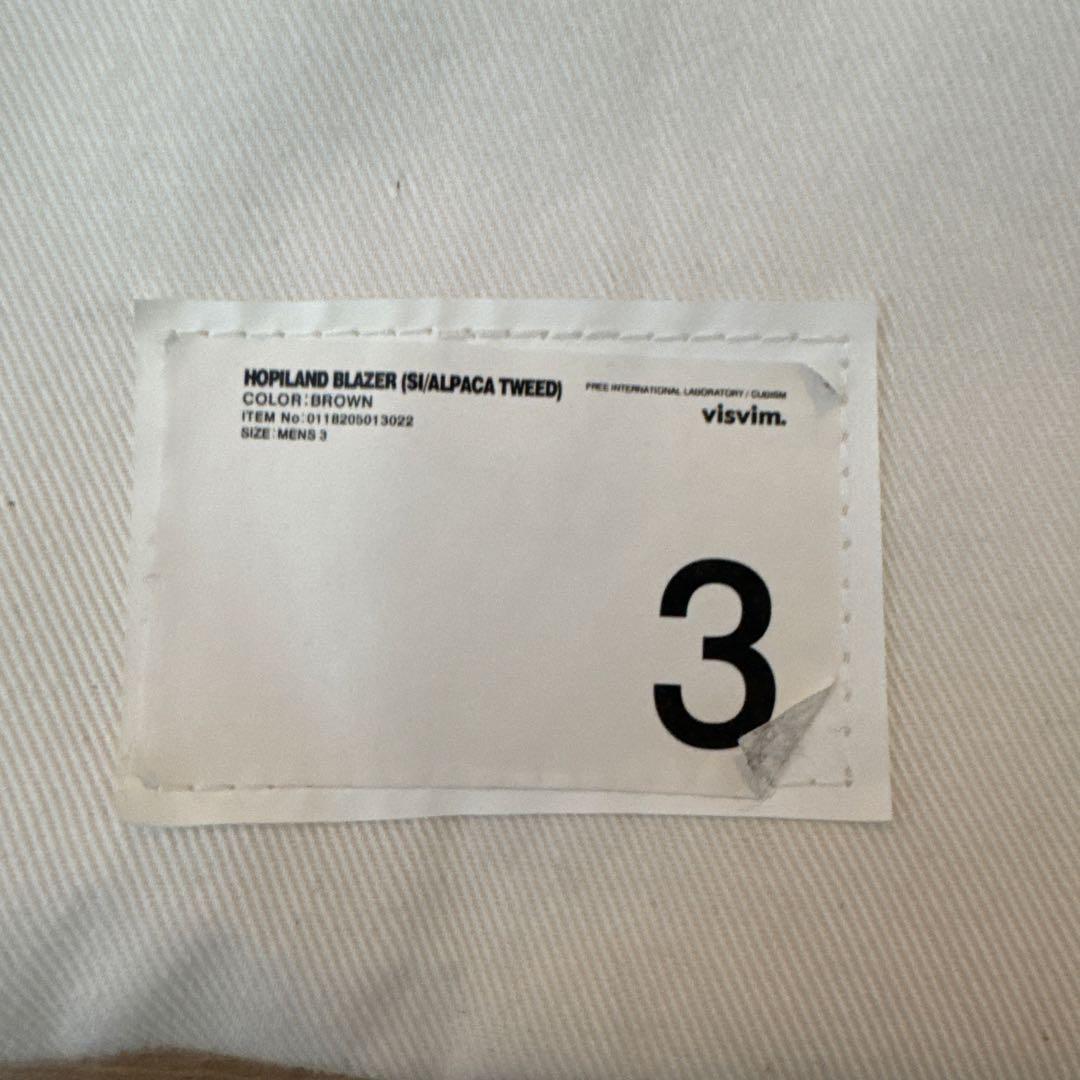 HOPILAND BLAZER (SI/ALPACA TWEED)
COLOR:BROWN
ITEM No:0118205013022
SIZE:MENS 3
FREE INTERNATIONAL LABORATORY / CUBISM
visvim.
3